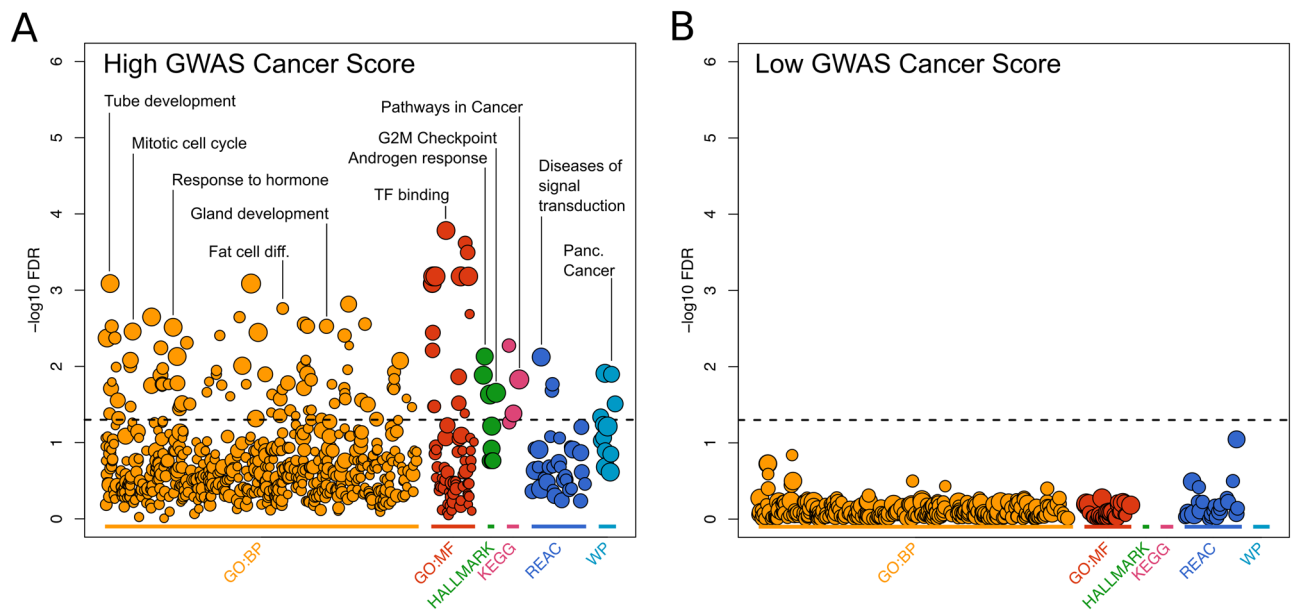 A
High GWAS Cancer Score
Tube development
Mitotic cell cycle
Response to hormone
Gland development
Fat cell diff.
Pathways in Cancer
G2M Checkpoint
Androgen response
TF binding
Diseases of
signal
transduction
Panc.
Cancer
−log10 FDR
6
5
4
3
2
1
0
GO:BP
GO:MF
HALLMARK
KEGG
REAC
WP
B
Low GWAS Cancer Score
−log10 FDR
6
5
4
3
2
1
0
GO:BP
GO:MF
HALLMARK
KEGG
REAC
WP